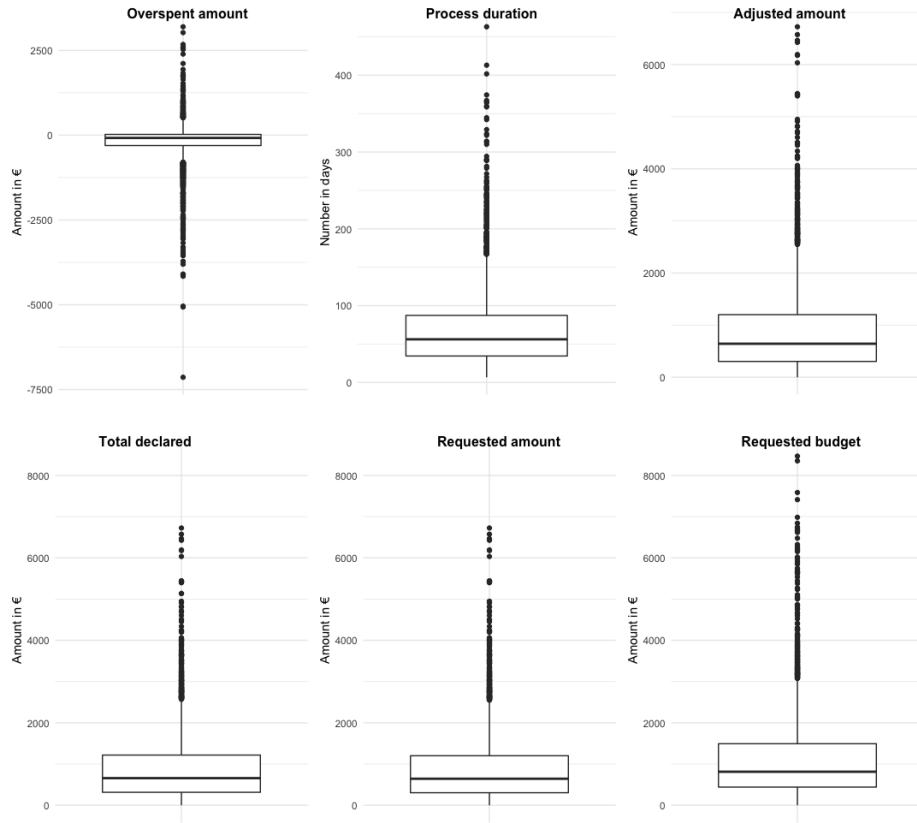 Overspent amount
Amount in €
2500
0
-2500
-5000
-7500
Process duration
Number in days
400
300
200
100
0
Adjusted amount
Amount in €
6000
4000
2000
0
Total declared
Amount in €
8000
6000
4000
2000
0
Requested amount
Amount in €
8000
6000
4000
2000
0
Requested budget
Amount in €
8000
6000
4000
2000
0